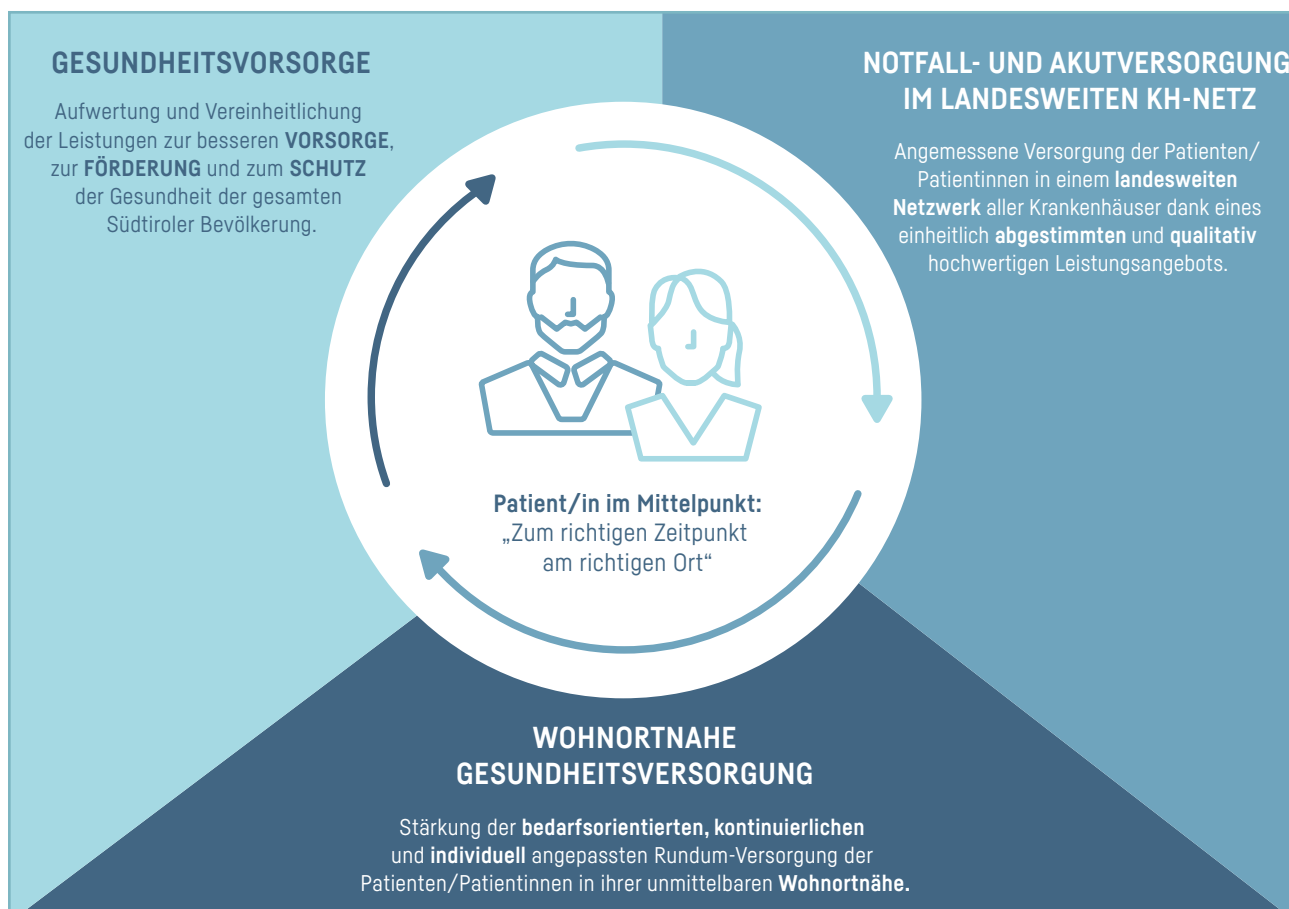 GESUNDHEITSVORSORGE
Aufwertung und Vereinheitlichung
der Leistungen zur besseren VORSORGE,
zur FÖRDERUNG und zum SCHUTZ
der Gesundheit der gesamten
Südtiroler Bevölkerung.
NOTFALL- UND AKUTVERSORGUNG
IM LANDESWEITEN KH-NETZ
Angemessene Versorgung der Patienten/
Patientinnen in einem landesweiten
Netzwerk aller Krankenhäuser dank eines
einheitlich abgestimmten und qualitativ
hochwertigen Leistungsangebots.
Patient/in im Mittelpunkt:
„Zum richtigen Zeitpunkt
am richtigen Ort“
WOHNORTNAHE
GESUNDHEITSVERSORGUNG
Stärkung der bedarfsorientierten, kontinuierlichen
und individuell angepassten Rundum-Versorgung der
Patienten/Patientinnen in ihrer unmittelbaren Wohnortnähe.